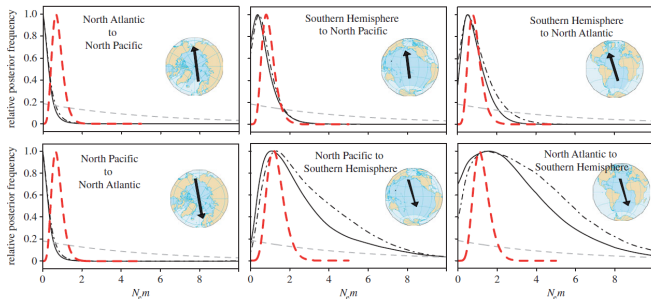 relative posterior frequency
1.0
0.8
0.6
0.4
0.2
0
North Atlantic
to
North Pacific
Southern Hemisphere
to North Pacific
Southern Hemisphere
to North Atlantic
relative posterior frequency
1.0
0.8
0.6
0.4
0.2
0
North Pacific
to
North Atlantic
North Pacific to
Southern Hemisphere
North Atlantic to
Southern Hemisphere
0 2 4 6 8
0 2 4 6 8
0 2 4 6 8
Nₑm
Nₑm
Nₑm